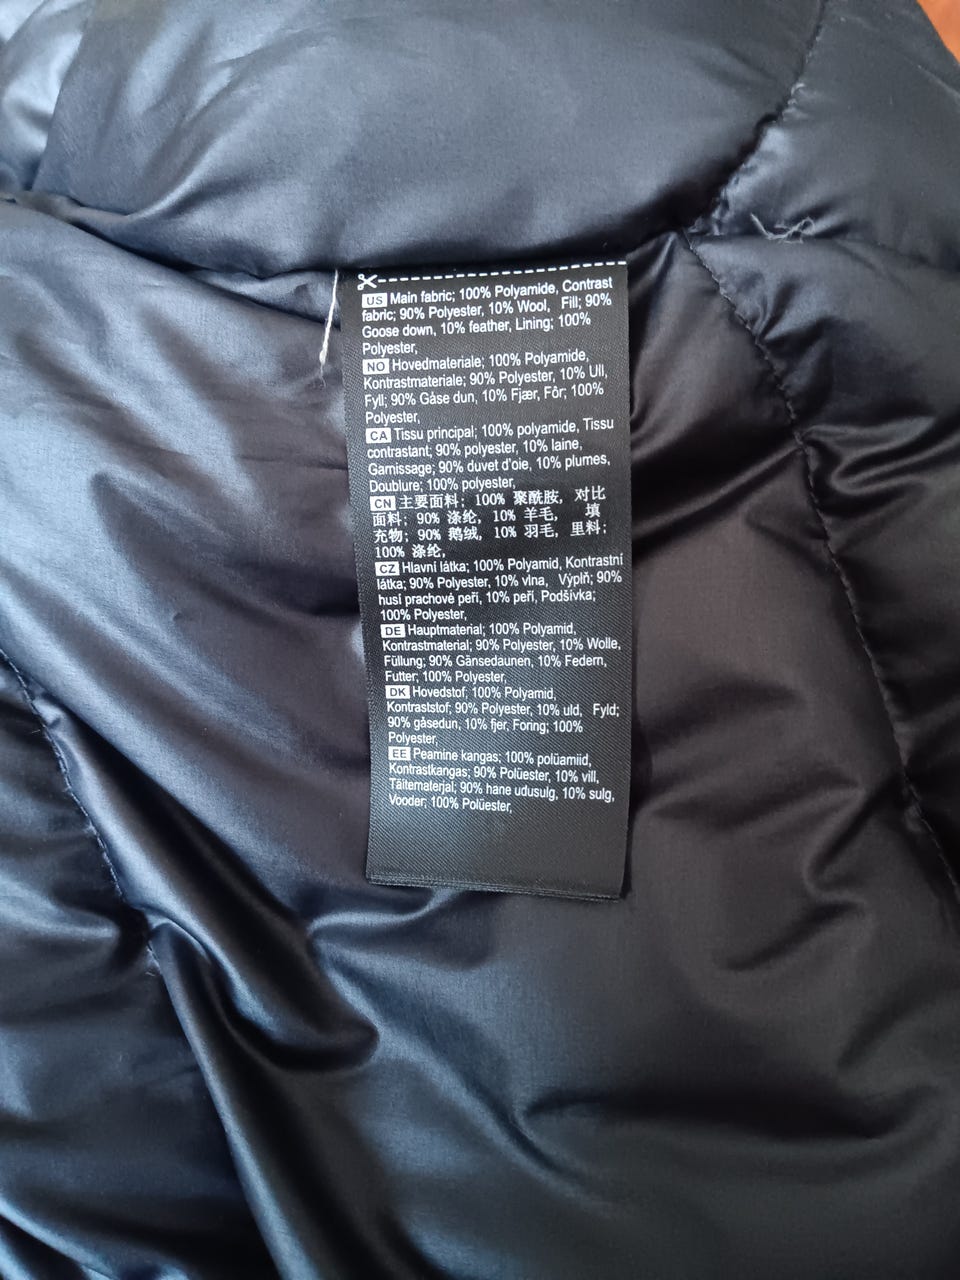 US Main fabric; 100% Polyamide, Contrast
fabric; 90% Polyester, 10% Wool, Fill; 90%
Goose down, 10% feather, Lining; 100%
Polyester,
NO Hovedmateriale; 100% Polyamide,
Kontrastmateriale; 90% Polyester, 10% Ull,
Fyll; 90% Gåse dun, 10% Fjær, Fôr; 100%
Polyester,
CA Tissu principal; 100% polyamide, Tissu
contrastant; 90% polyester, 10% laine,
Garnissage; 90% duvet d'oie, 10% plumes,
Doublure; 100% polyester,
CN 主要面料; 100% 聚酰胺, 对比
面料; 90% 涤纶, 10% 羊毛, 填
充物; 90% 鹅绒, 10% 羽毛, 里料;
100% 涤纶,
CZ Hlavní látka; 100% Polyamid, Kontrastní
látka; 90% Polyester, 10% vlna, Výplň; 90%
husí prachové peří, 10% peří, Podšívka;
100% Polyester,
DE Hauptmaterial; 100% Polyamid,
Kontrastmaterial; 90% Polyester, 10% Wolle,
Füllung; 90% Gänsedaunen, 10% Federn,
Futter; 100% Polyester,
DK Hovedstof; 100% Polyamid,
Kontraststof; 90% Polyester, 10% uld, Fyld;
90% gåsedun, 10% fjer, Foring; 100%
Polyester,
EE Peamine kangas; 100% polüamiid,
Kontrastkangas; 90% Polüester, 10% vill,
Täitematerjal; 90% hane udusulg, 10% sulg,
Vooder; 100% Polüester,